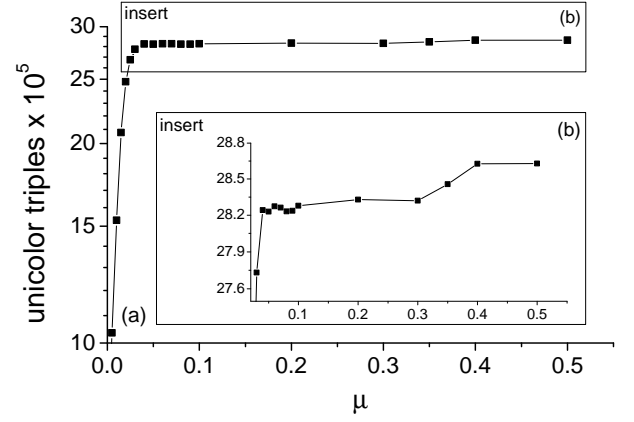 insert
(b)
30
25
20
15
10
unicolor triples x 10^5
(a)
insert
(b)
28.8
28.5
28.2
27.9
27.6
0.1 0.2 0.3 0.4 0.5
0.0 0.1 0.2 0.3 0.4 0.5
μ